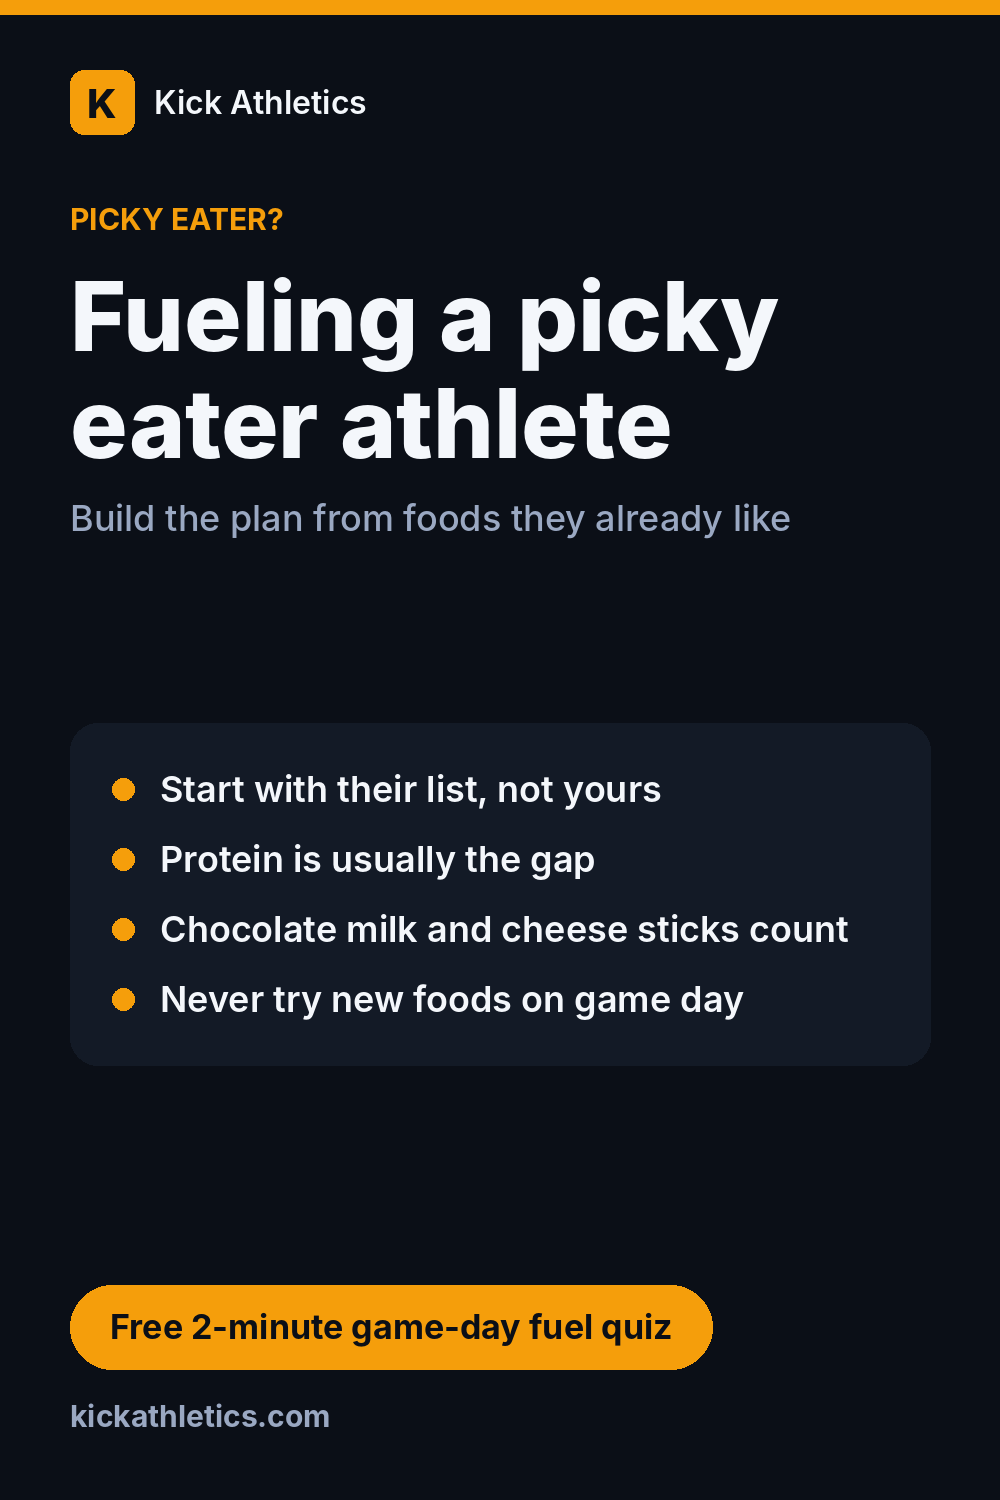 K
Kick Athletics
PICKY EATER?
Fueling a picky
eater athlete
Build the plan from foods they already like
Start with their list, not yours
Protein is usually the gap
Chocolate milk and cheese sticks count
Never try new foods on game day
Free 2-minute game-day fuel quiz
kickathletics.com